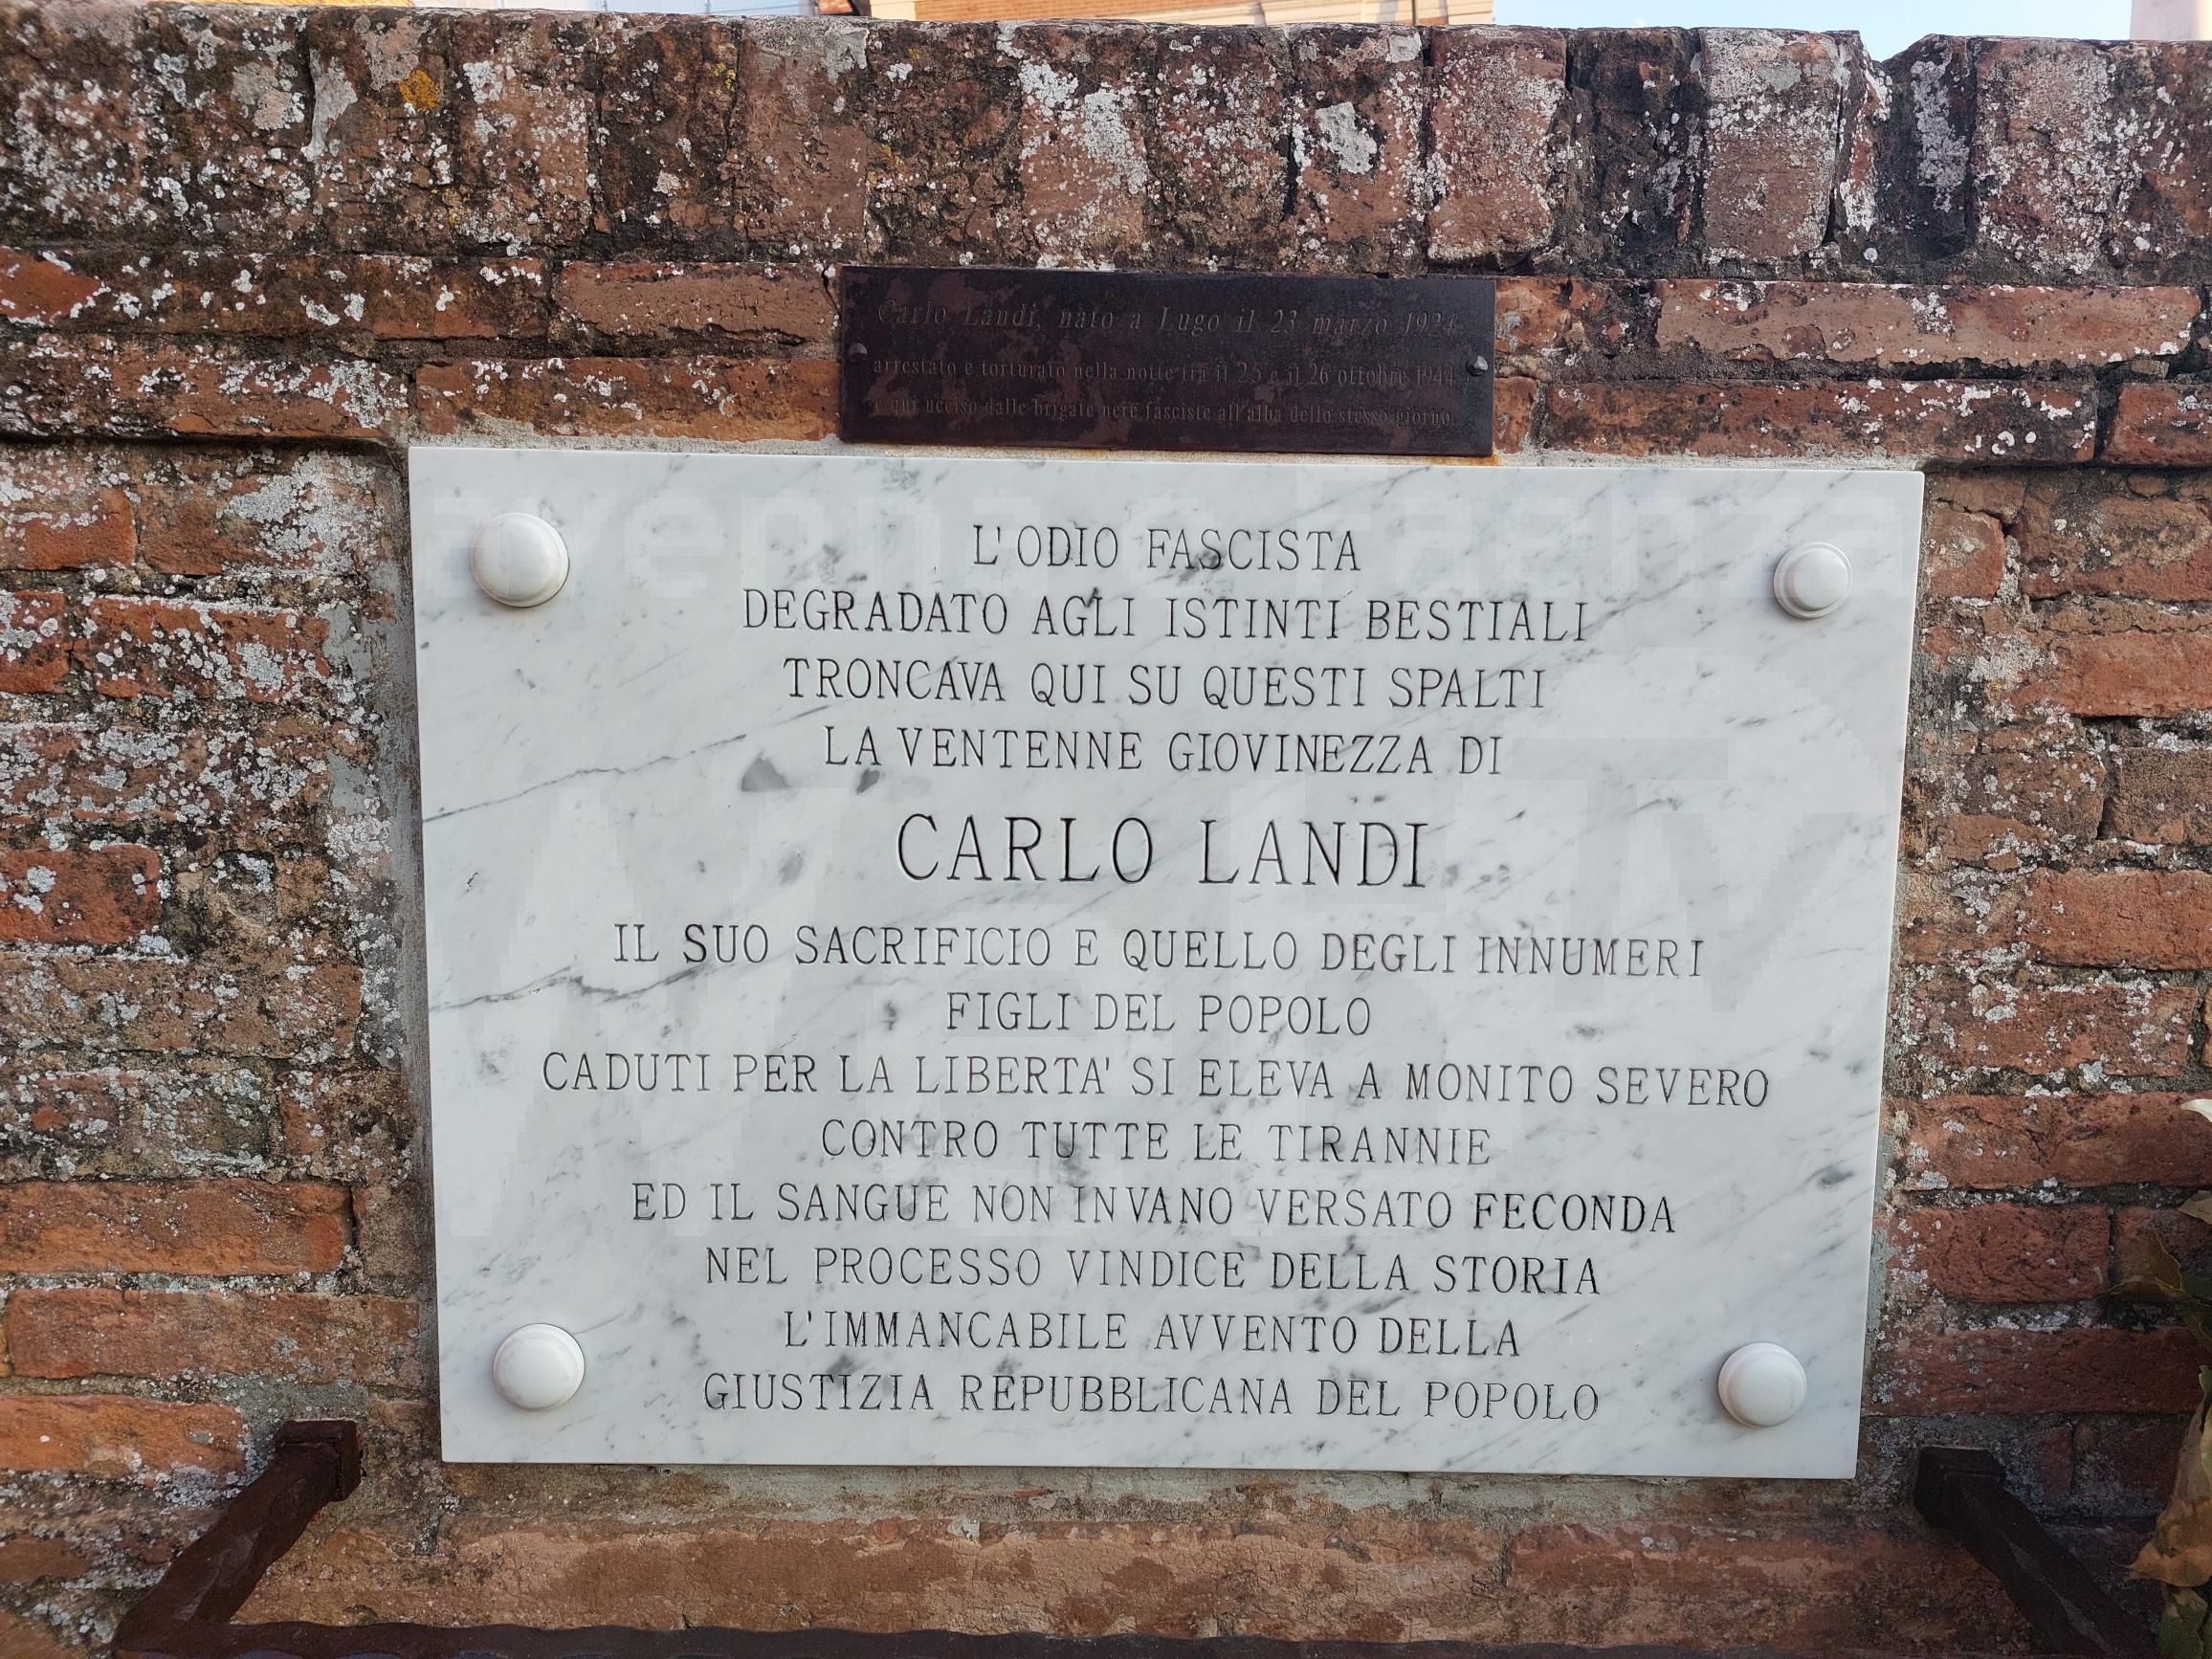 Carlo Landi, nato a Lugo il 23 marzo 1924
arrestato e torturato nella notte tra il 25 e il 26 ottobre 1944
e qui ucciso dalle brigate nere fasciste all'alba dello stesso giorno.
L'ODIO FASCISTA
DEGRADATO AGLI ISTINTI BESTIALI
TRONCAVA QUI SU QUESTI SPALTI
LA VENTENNE GIOVINEZZA DI
CARLO LANDI
IL SUO SACRIFICIO E QUELLO DEGLI INNUMERI
FIGLI DEL POPOLO
CADUTI PER LA LIBERTA' SI ELEVA A MONITO SEVERO
CONTRO TUTTE LE TIRANNIE
ED IL SANGUE NON INVANO VERSATO FECONDA
NEL PROCESSO VINDICE DELLA STORIA
L'IMMANCABILE AVVENTO DELLA
GIUSTIZIA REPUBBLICANA DEL POPOLO